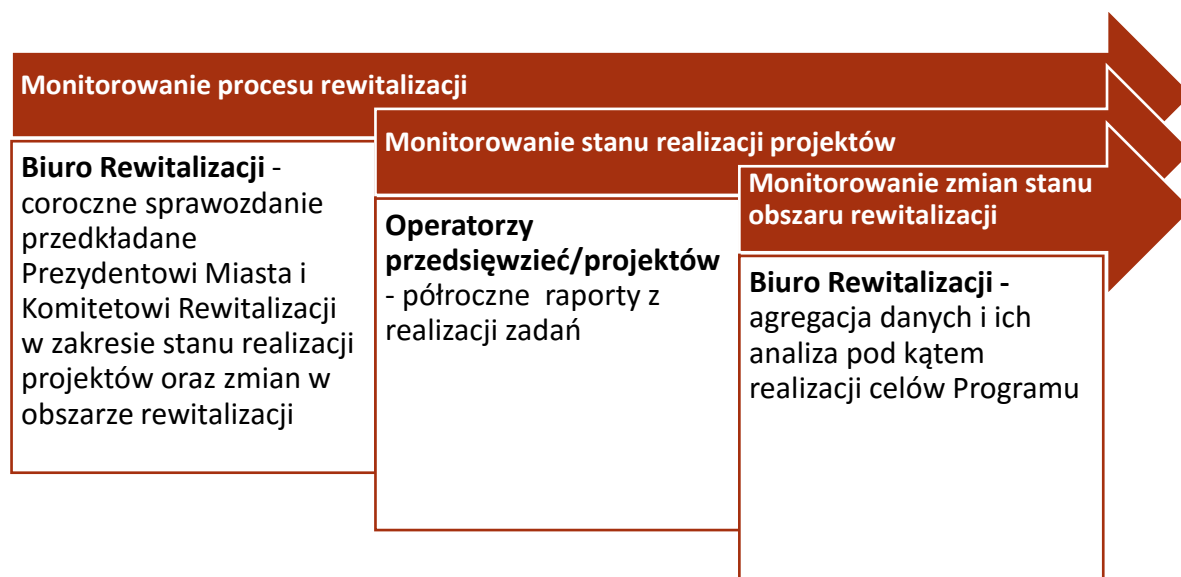 Monitorowanie procesu rewitalizacji
Biuro Rewitalizacji -
coroczne sprawozdanie
przedkładane
Prezydentowi Miasta i
Komitetowi Rewitalizacji
w zakresie stanu realizacji
projektów oraz zmian w
obszarze rewitalizacji
Monitorowanie stanu realizacji projektów
Operatorzy
przedsięwzieć/projektów
- półroczne raporty z
realizacji zadań
Monitorowanie zmian stanu
obszaru rewitalizacji
Biuro Rewitalizacji -
agregacja danych i ich
analiza pod kątem
realizacji celów Programu